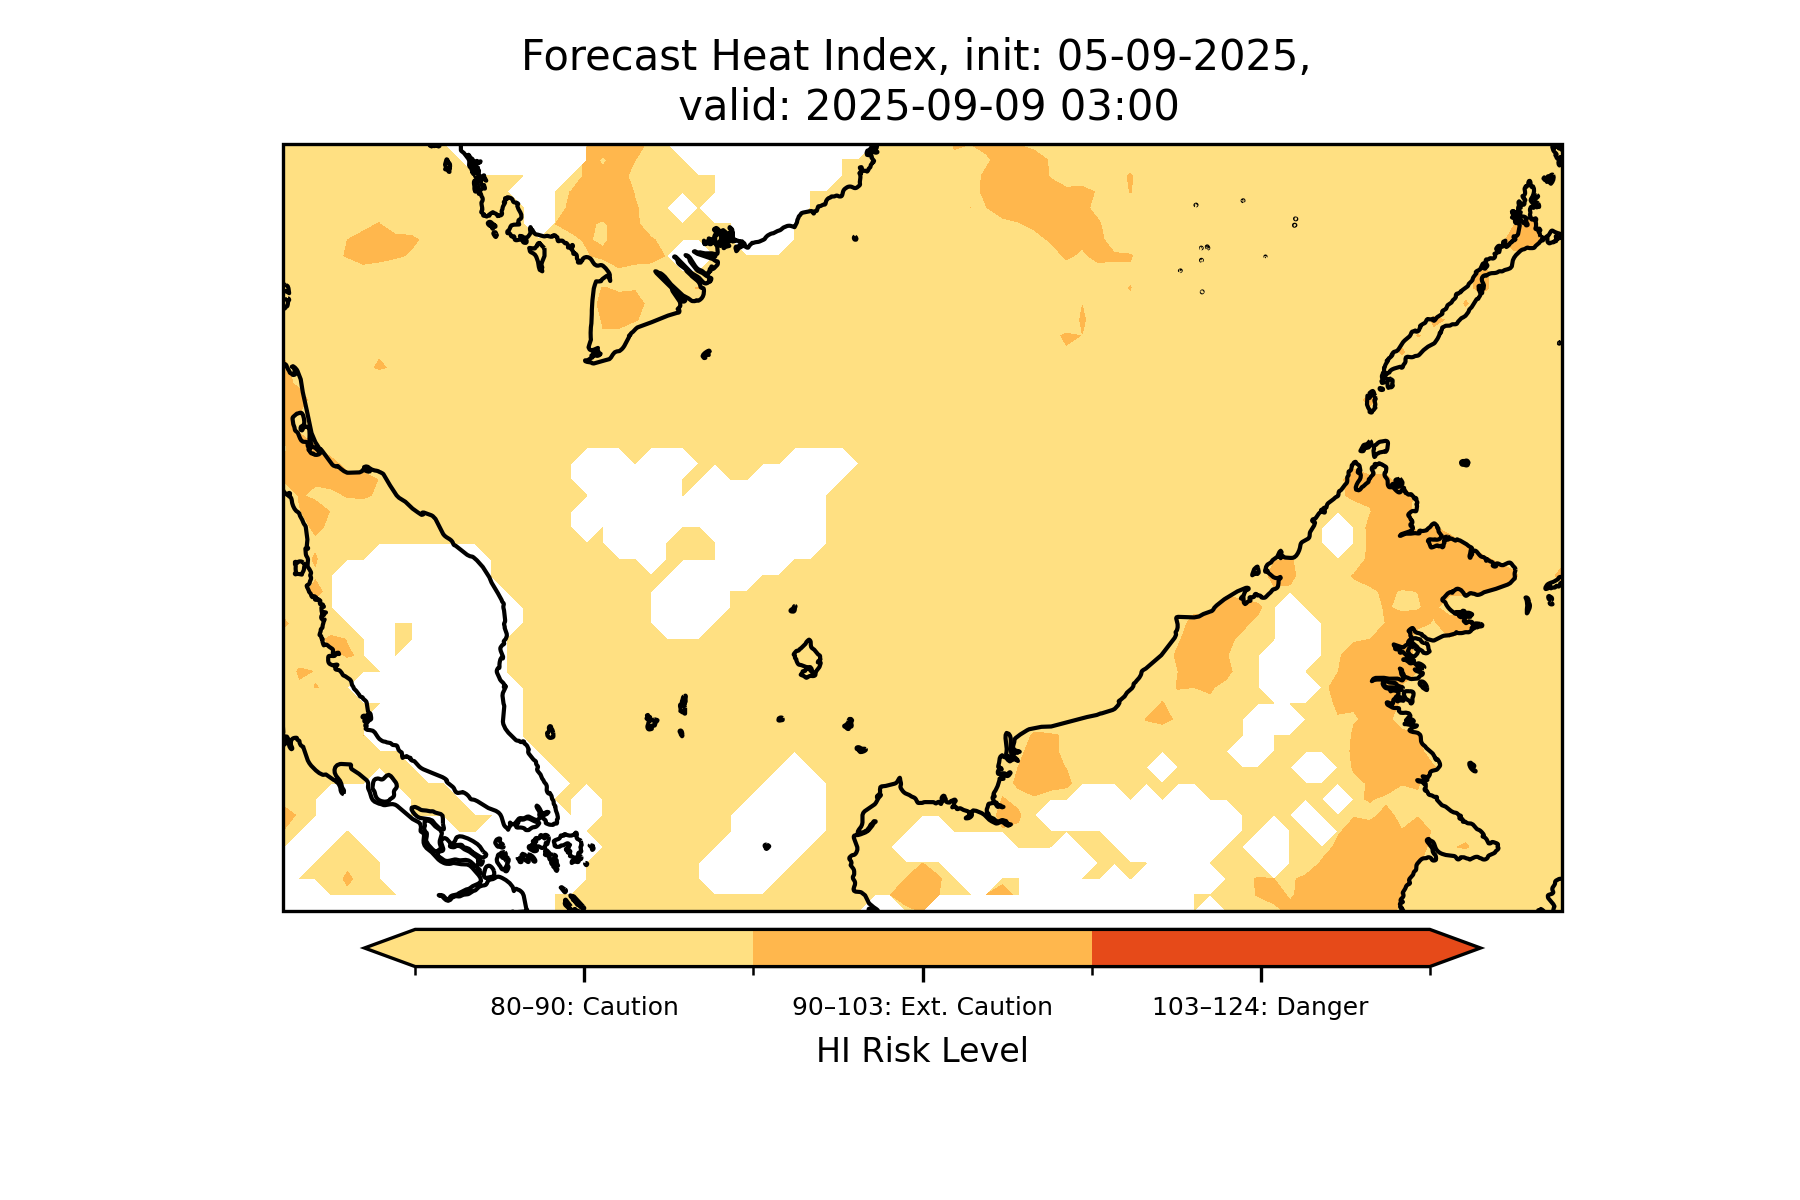 Forecast Heat Index, init: 05-09-2025,
valid: 2025-09-09 03:00
80–90: Caution
90–103: Ext. Caution
103–124: Danger
HI Risk Level